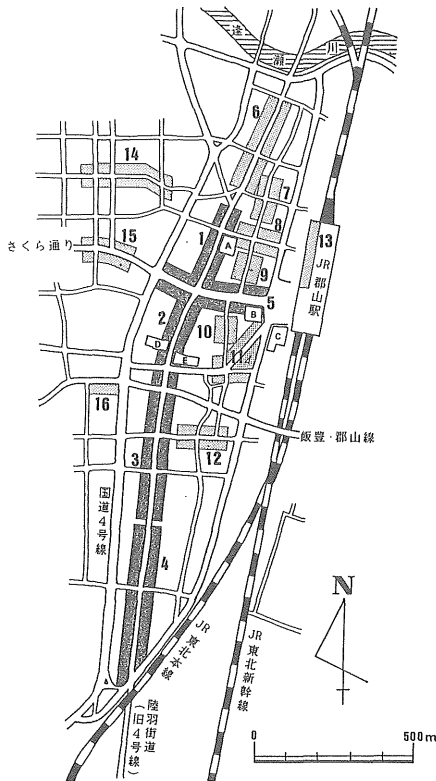 逢
瀬
川
6
14
7
8
さくら通り
15
1
A
13
JR
郡山駅
9
5
2
B
10
C
D
E
11
16
飯豊・郡山線
12
3
国道4号線
4
N
JR
東北本線
JR
東北新幹線
陸羽街道
(旧4号線)
0
500m